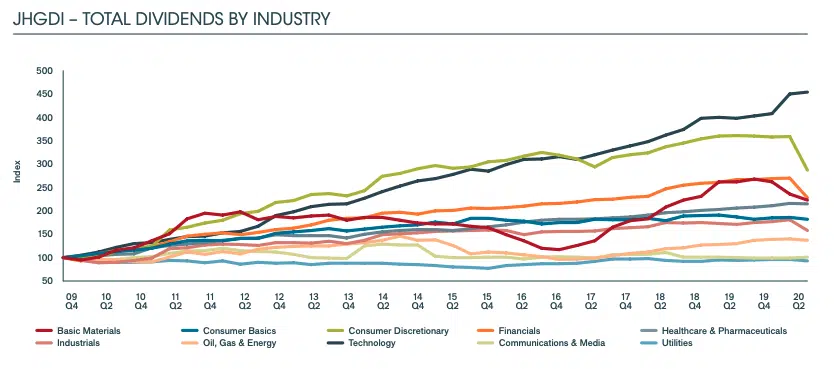 JHGDI – TOTAL DIVIDENDS BY INDUSTRY
500
450
400
350
300
250
200
150
100
50
Index
09 10 10 11 11 12 12 13 13 14 14 15 15 16 16 17 17 18 18 19 19 20
Q4 Q2 Q4 Q2 Q4 Q2 Q4 Q2 Q4 Q2 Q4 Q2 Q4 Q2 Q4 Q2 Q4 Q2 Q4 Q2 Q4 Q2
Basic Materials Consumer Basics Consumer Discretionary Financials Healthcare & Pharmaceuticals
Industrials Oil, Gas & Energy Technology Communications & Media Utilities